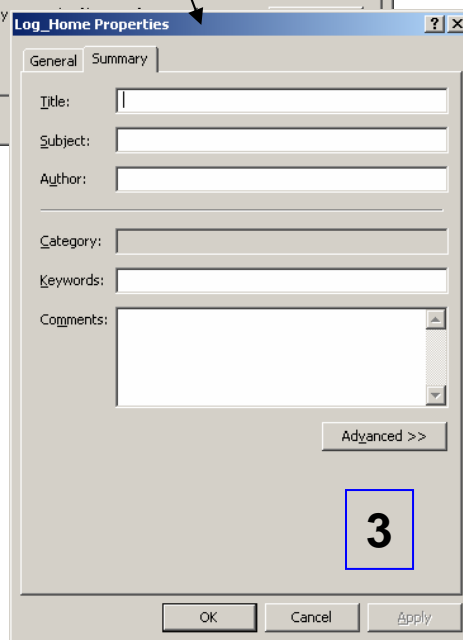 y
Log_Home Properties
General Summary
Title:
Subject:
Author:
Category:
Keywords:
Comments:
Advanced >>
3
OK Cancel Apply